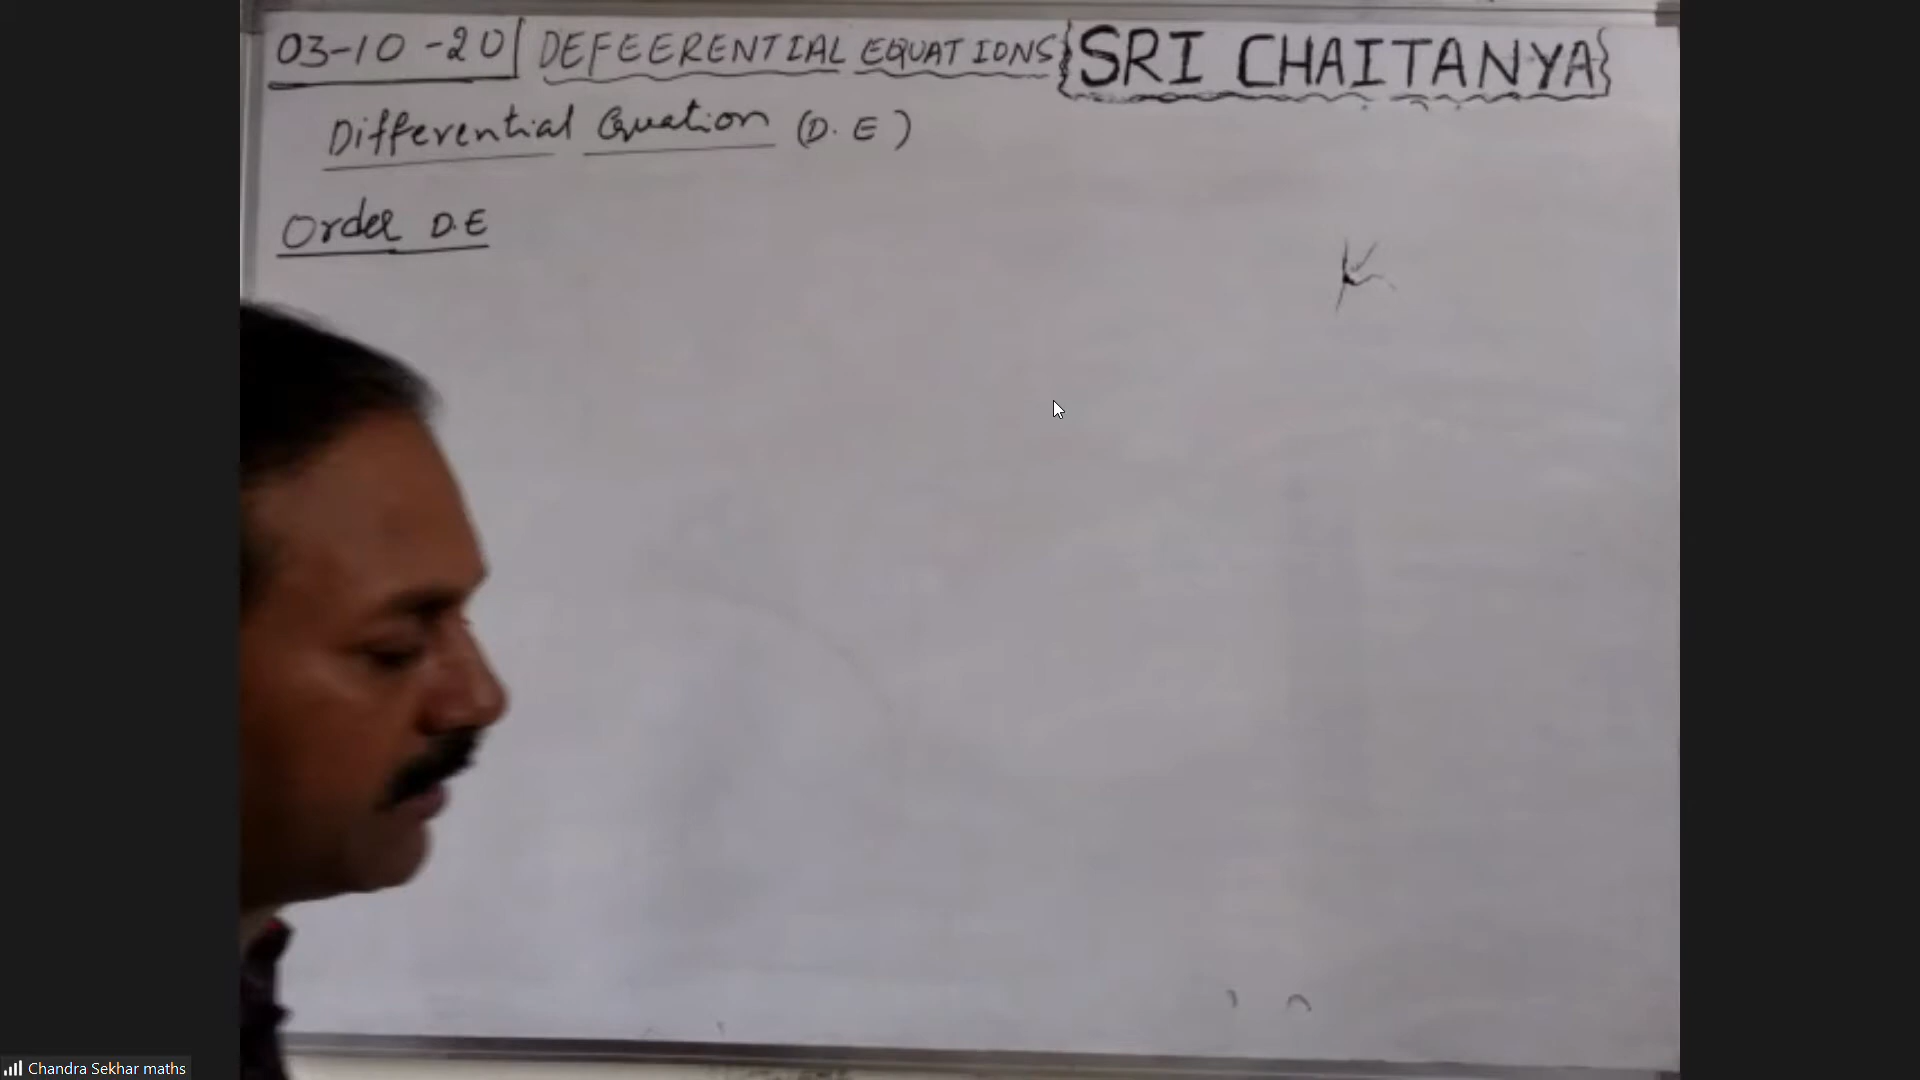 03-10-20 DEFEERENTIAL EQUATIONS {SRI CHAITANYA}
Differential Equation (D.E)
Order D.E
Chandra Sekhar maths